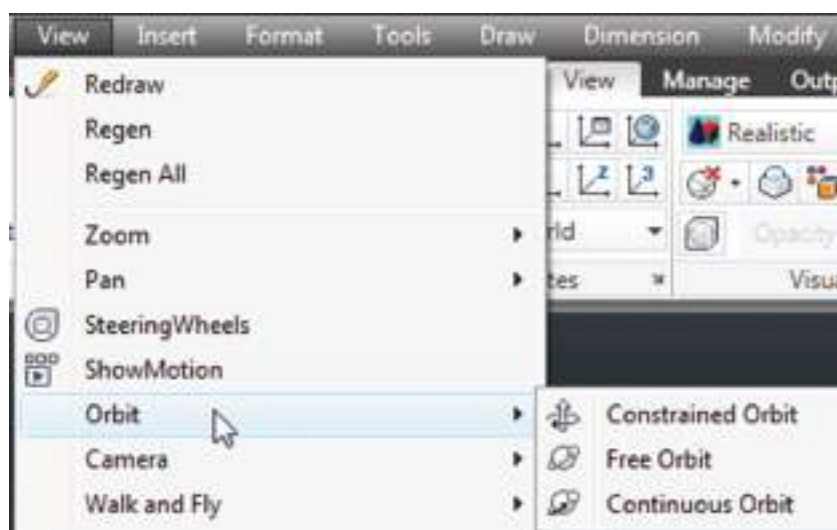 View Insert Format Tools Draw Dimension Modify
View Manage
Redraw
Regen
Realistic
Regen All
Zoom
Opacity
Pan
SteeringWheels
ShowMotion
Orbit
Constrained Orbit
Camera
Free Orbit
Walk and Fly
Continuous Orbit